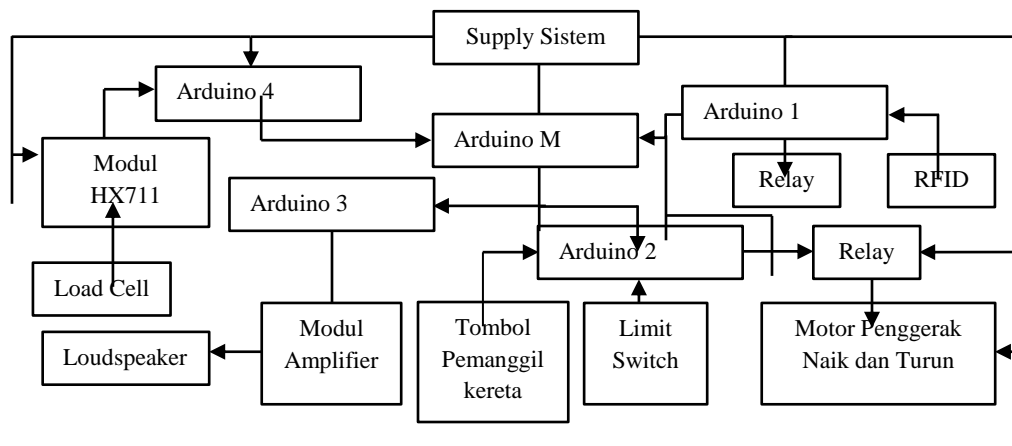 Supply Sistem
Arduino 4
Arduino 1
Arduino M
Modul
HX711
Relay
RFID
Arduino 3
Arduino 2
Relay
Load Cell
Loudspeaker
Modul
Amplifier
Tombol
Pemanggil
kereta
Limit
Switch
Motor Penggerak
Naik dan Turun